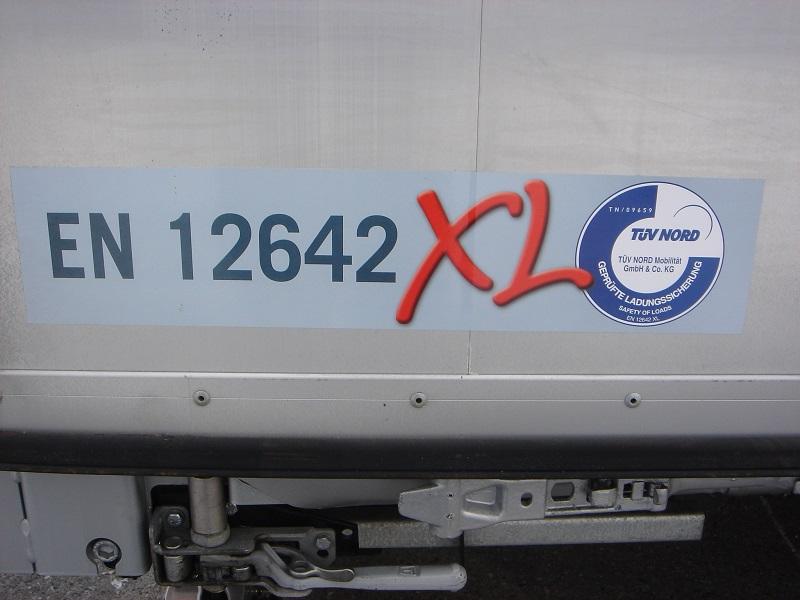 EN 12642 XL
TN/89659
TÜV NORD
TÜV NORD Mobilität
GmbH & Co. KG
GEPRÜFTE LADUNGSSICHERUNG
SAFETY OF LOADS
EN 12642 XL